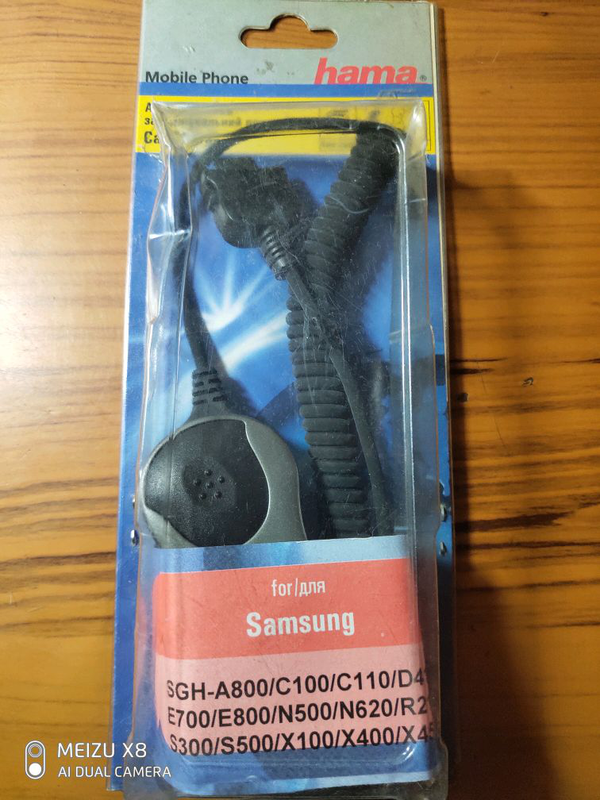 Mobile Phone
hama®
for/для
Samsung
SGH-A800/C100/C110/D4
E700/E800/N500/N620/R2
S300/S500/X100/X400/X45
MEIZU X8
AI DUAL CAMERA